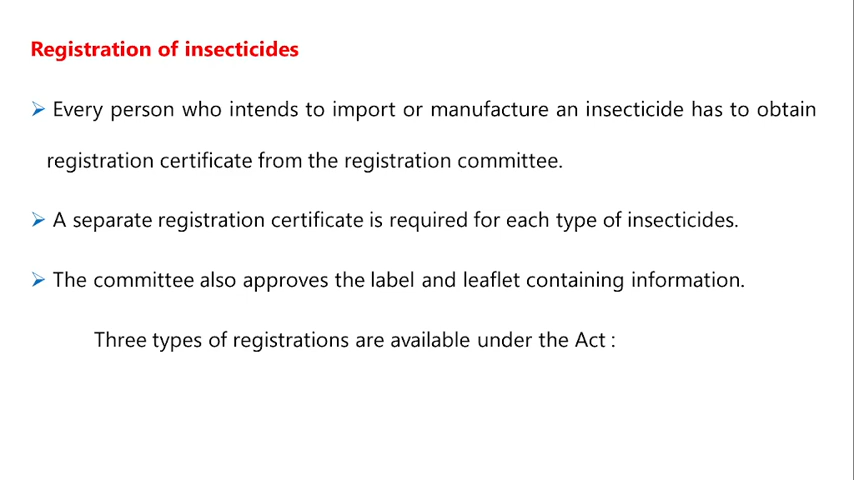 Registration of insecticides
➢ Every person who intends to import or manufacture an insecticide has to obtain
registration certificate from the registration committee.
➢ A separate registration certificate is required for each type of insecticides.
➢ The committee also approves the label and leaflet containing information.
Three types of registrations are available under the Act :